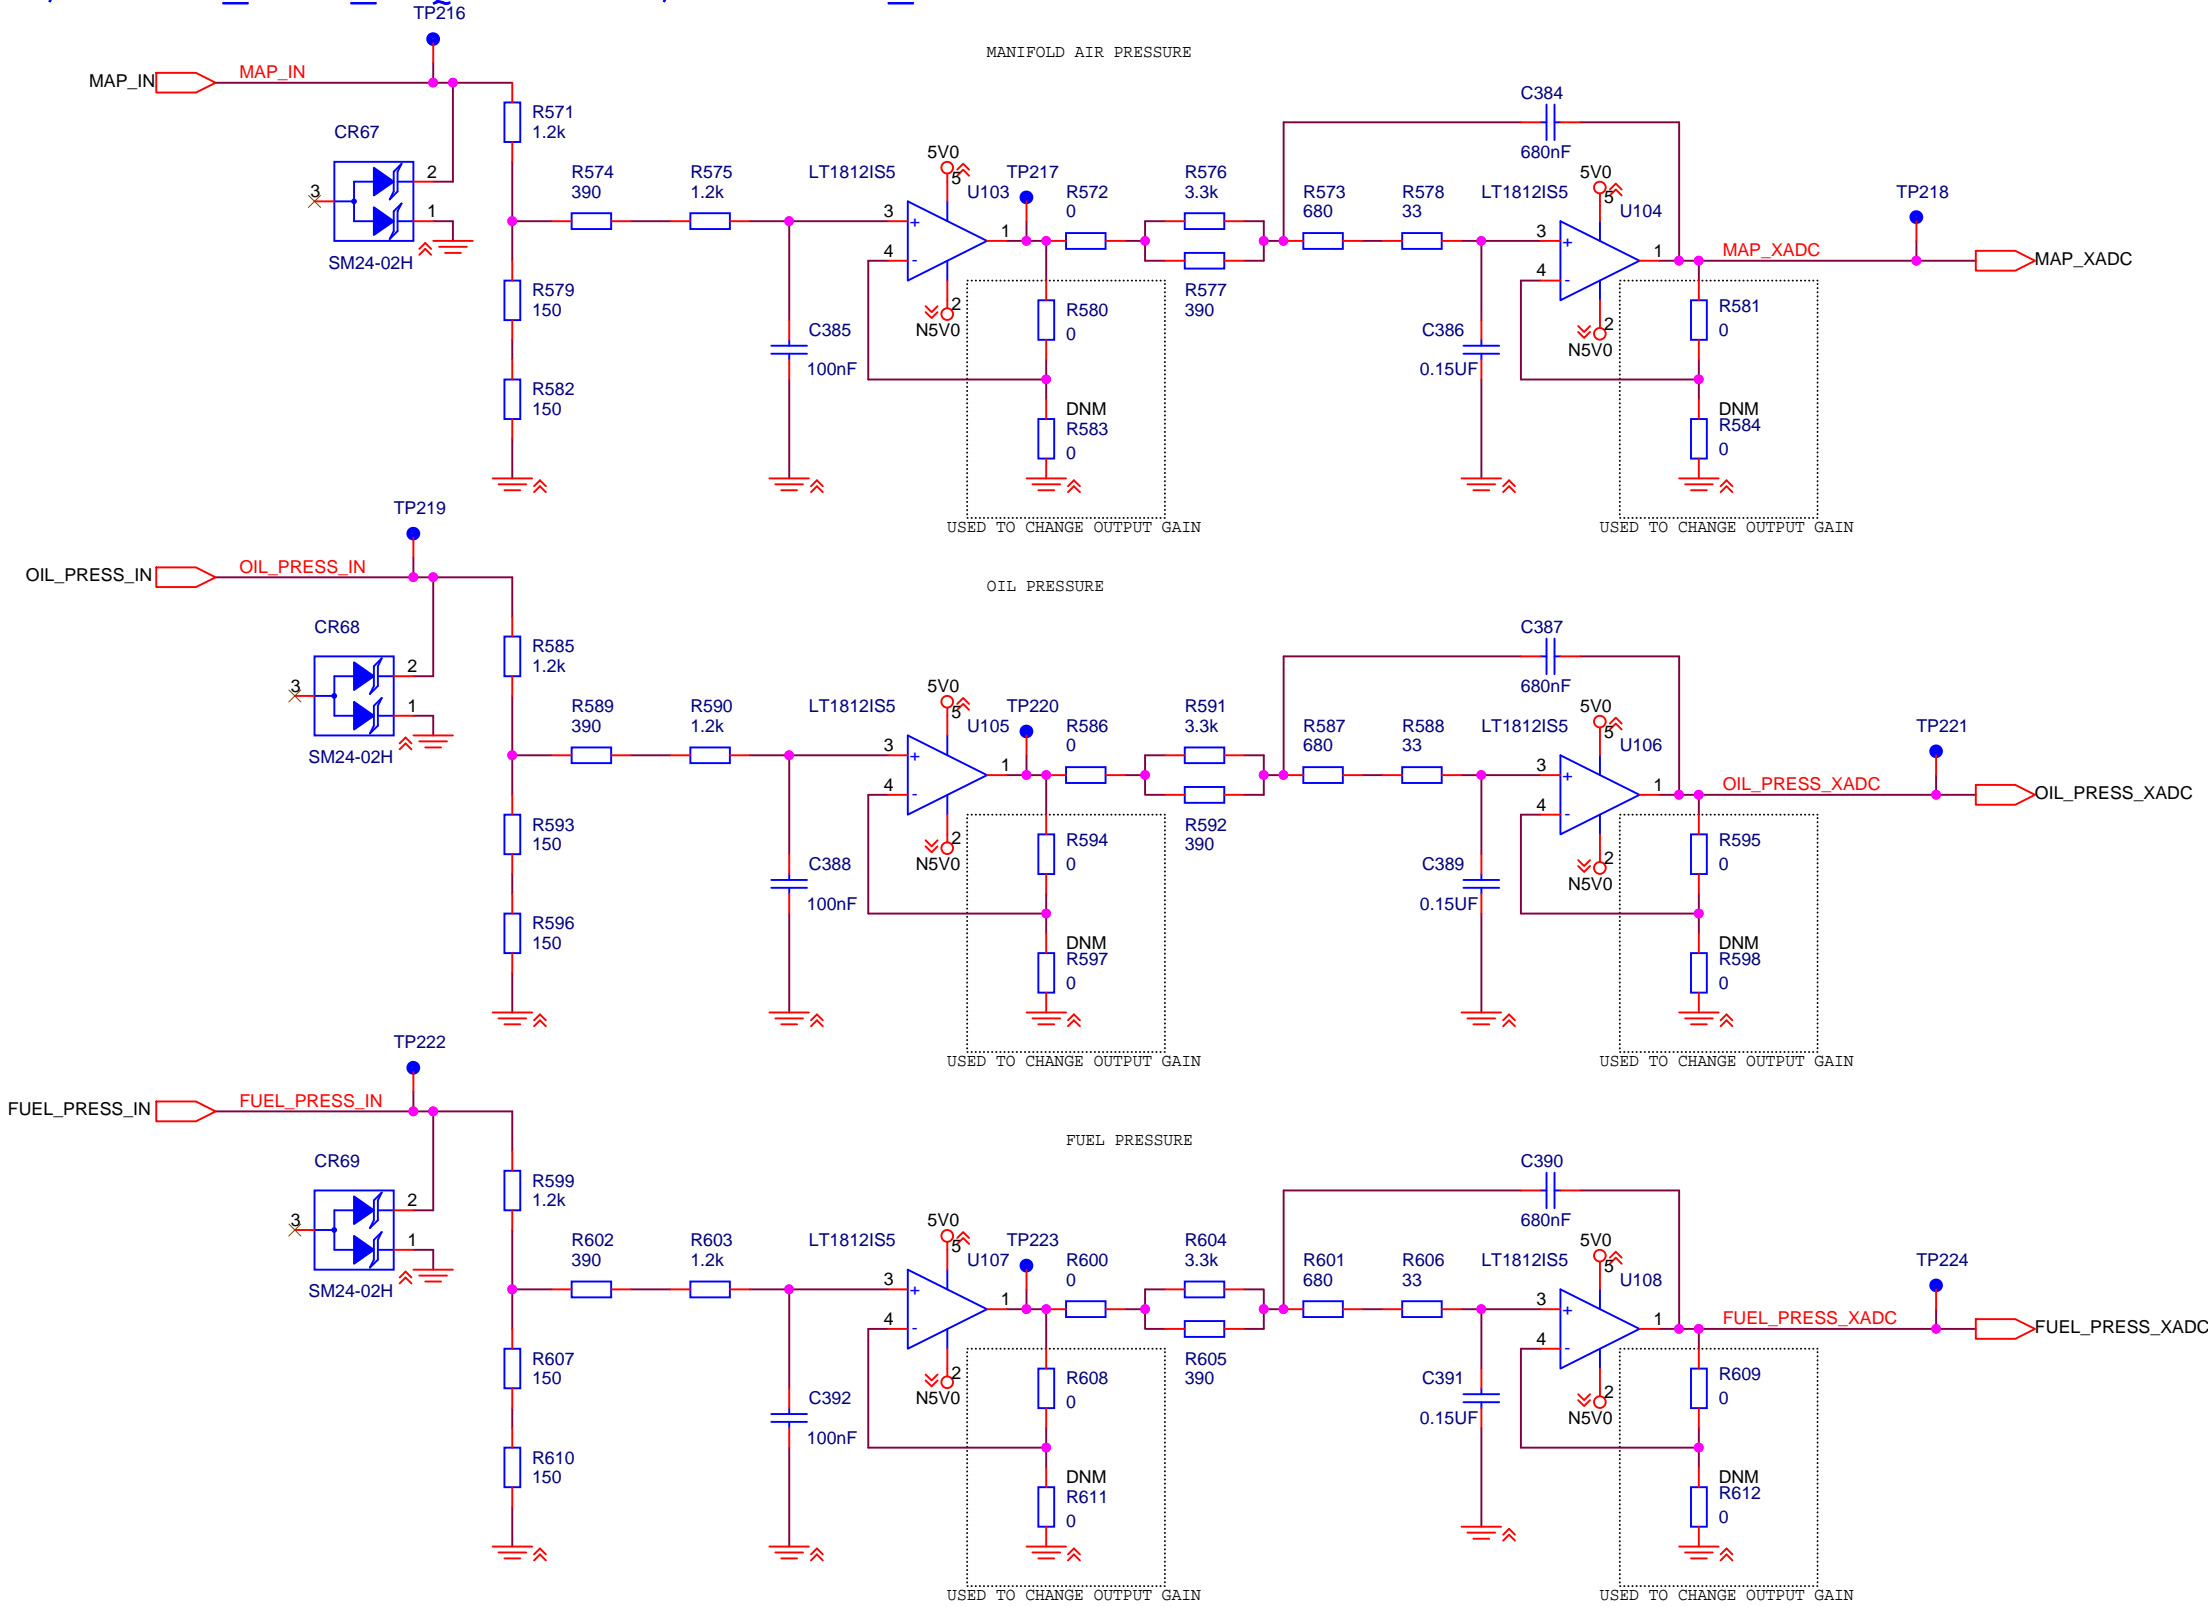 TP216
MANIFOLD AIR PRESSURE
MAP_IN
MAP_IN
R571
1.2k
C384
680nF
CR67
2
3
1
SM24-02H
R574
390
R575
1.2k
LT1812IS5
5V0
5
U103
3
+
4
-
1
2
N5V0
TP217
R572
0
R576
3.3k
R577
390
R573
680
R578
33
LT1812IS5
5V0
5
U104
3
+
4
-
1
2
N5V0
MAP_XADC
TP218
MAP_XADC
R579
150
R582
150
C385
100nF
R580
0
DNM
R583
0
USED TO CHANGE OUTPUT GAIN
C386
0.15UF
R581
0
DNM
R584
0
USED TO CHANGE OUTPUT GAIN
TP219
OIL_PRESS_IN
OIL_PRESS_IN
OIL PRESSURE
R585
1.2k
C387
680nF
CR68
2
3
1
SM24-02H
R589
390
R590
1.2k
LT1812IS5
5V0
5
U105
3
+
4
-
1
2
N5V0
TP220
R586
0
R591
3.3k
R592
390
R587
680
R588
33
LT1812IS5
5V0
5
U106
3
+
4
-
1
2
N5V0
OIL_PRESS_XADC
TP221
OIL_PRESS_XADC
R593
150
R596
150
C388
100nF
R594
0
DNM
R597
0
USED TO CHANGE OUTPUT GAIN
C389
0.15UF
R595
0
DNM
R598
0
USED TO CHANGE OUTPUT GAIN
TP222
FUEL_PRESS_IN
FUEL_PRESS_IN
FUEL PRESSURE
R599
1.2k
C390
680nF
CR69
2
3
1
SM24-02H
R602
390
R603
1.2k
LT1812IS5
5V0
5
U107
3
+
4
-
1
2
N5V0
TP223
R600
0
R604
3.3k
R605
390
R601
680
R606
33
LT1812IS5
5V0
5
U108
3
+
4
-
1
2
N5V0
FUEL_PRESS_XADC
TP224
FUEL_PRESS_XADC
R607
150
R610
150
C392
100nF
R608
0
DNM
R611
0
USED TO CHANGE OUTPUT GAIN
C391
0.15UF
R609
0
DNM
R612
0
USED TO CHANGE OUTPUT GAIN